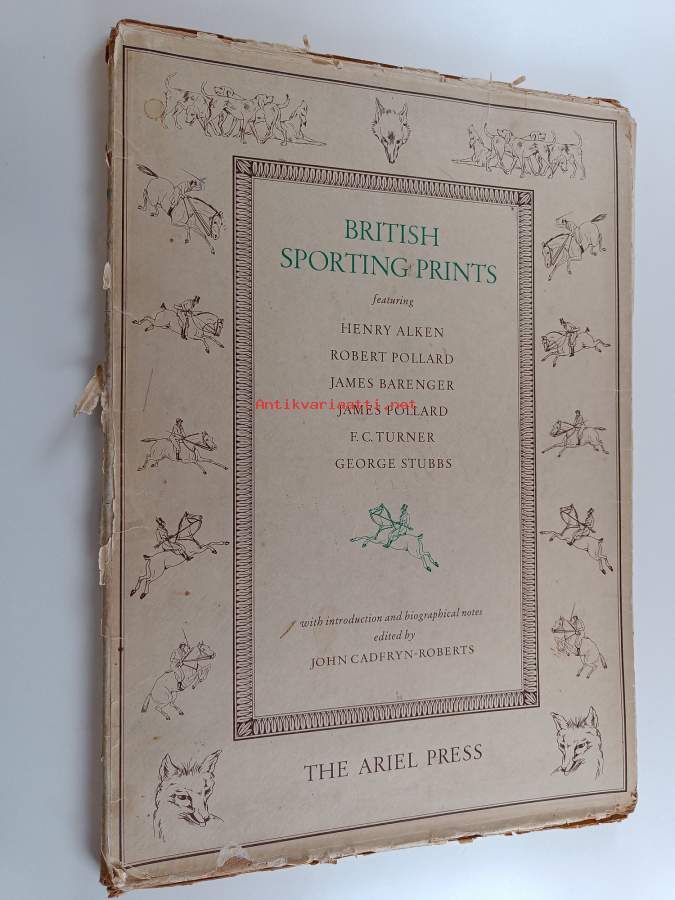 BRITISH
SPORTING PRINTS
featuring
HENRY ALKEN
ROBERT POLLARD
JAMES BARENGER
Antikvariaatti.net
JAMES POLLARD
F. C. TURNER
GEORGE STUBBS
with introduction and biographical notes
edited by
JOHN CADFRYN-ROBERTS
THE ARIEL PRESS